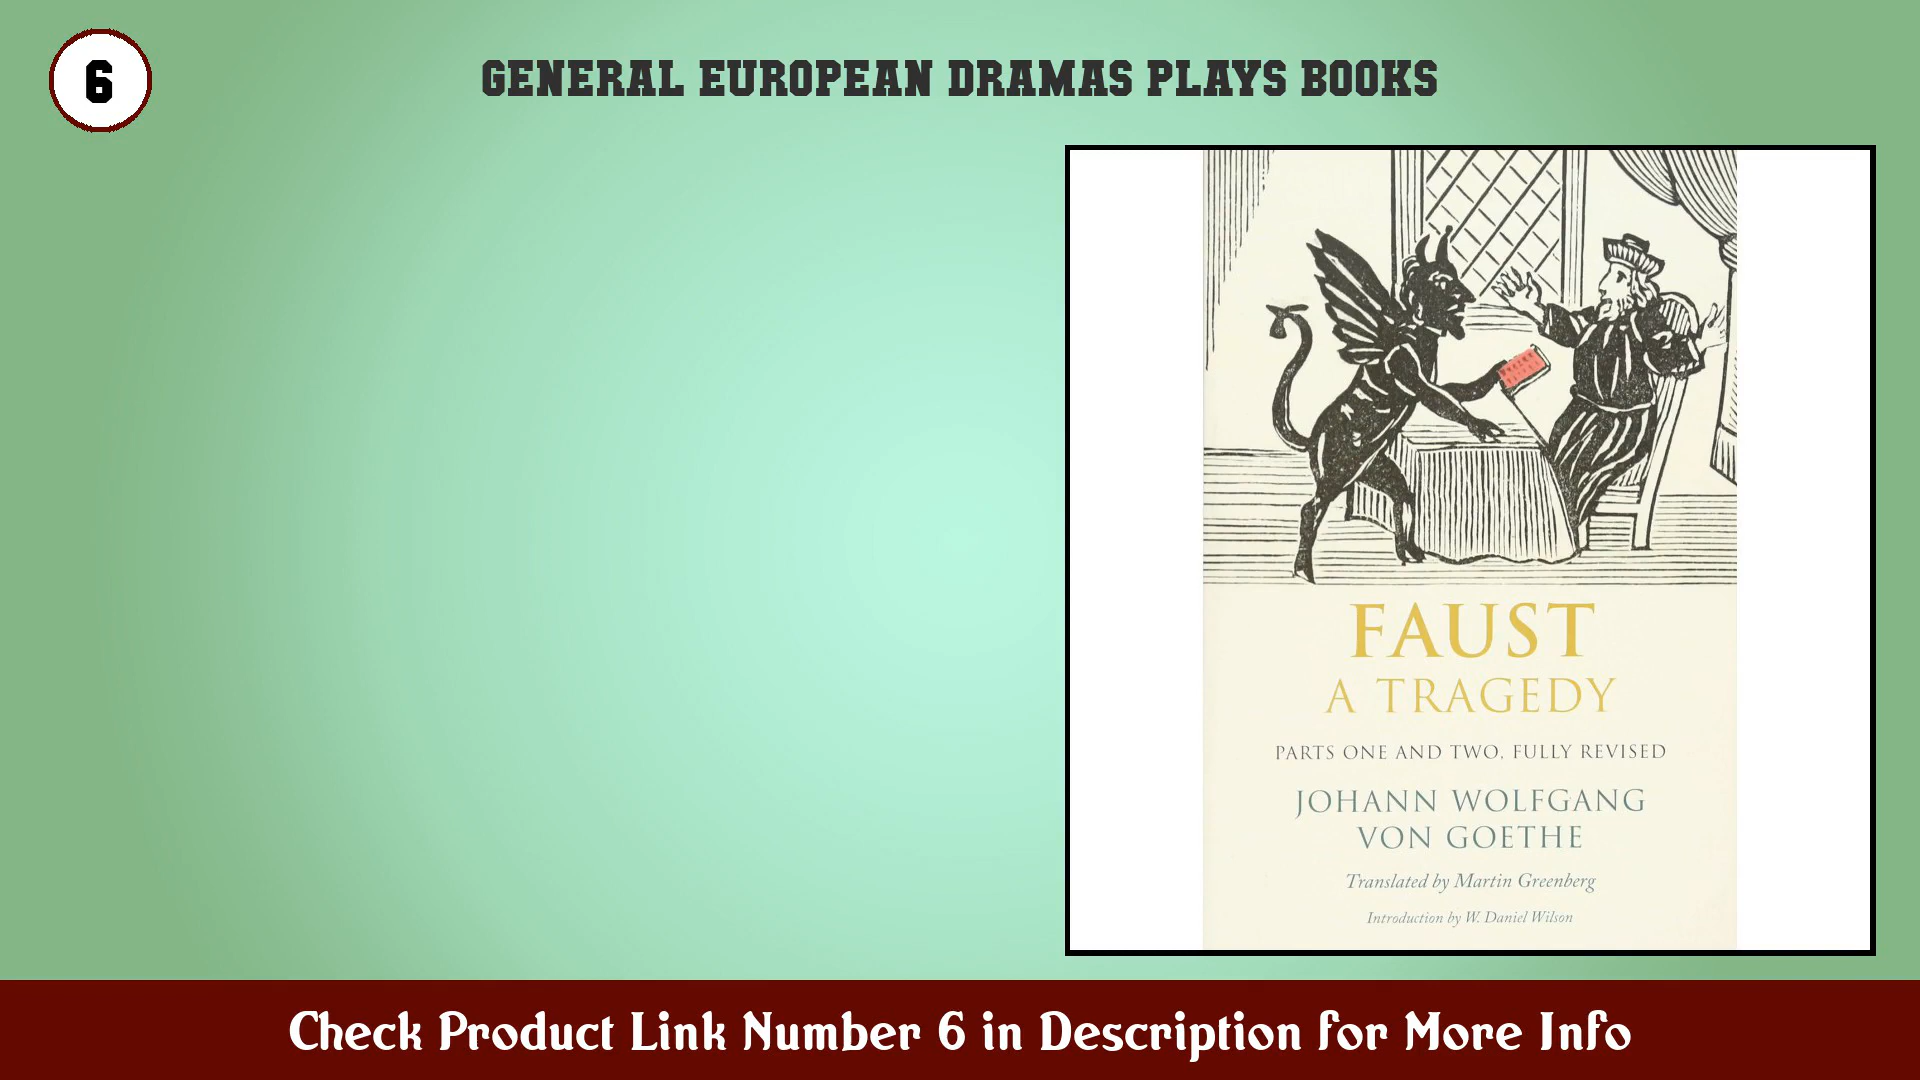 6
GENERAL EUROPEAN DRAMAS PLAYS BOOKS
FAUST
A TRAGEDY
PARTS ONE AND TWO, FULLY REVISED
JOHANN WOLFGANG
VON GOETHE
Translated by Martin Greenberg
Introduction by W. Daniel Wilson
Check Product Link Number 6 in Description for More Info